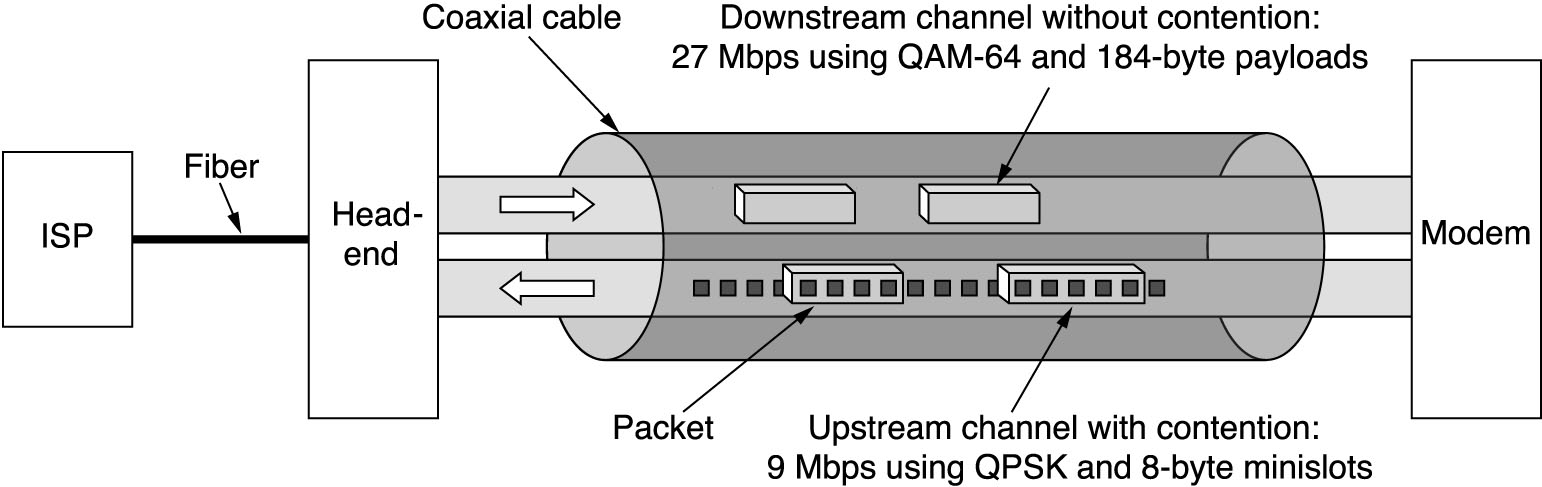 Coaxial cable
Downstream channel without contention:
27 Mbps using QAM-64 and 184-byte payloads
Fiber
ISP
Head-
end
Modem
Packet
Upstream channel with contention:
9 Mbps using QPSK and 8-byte minislots